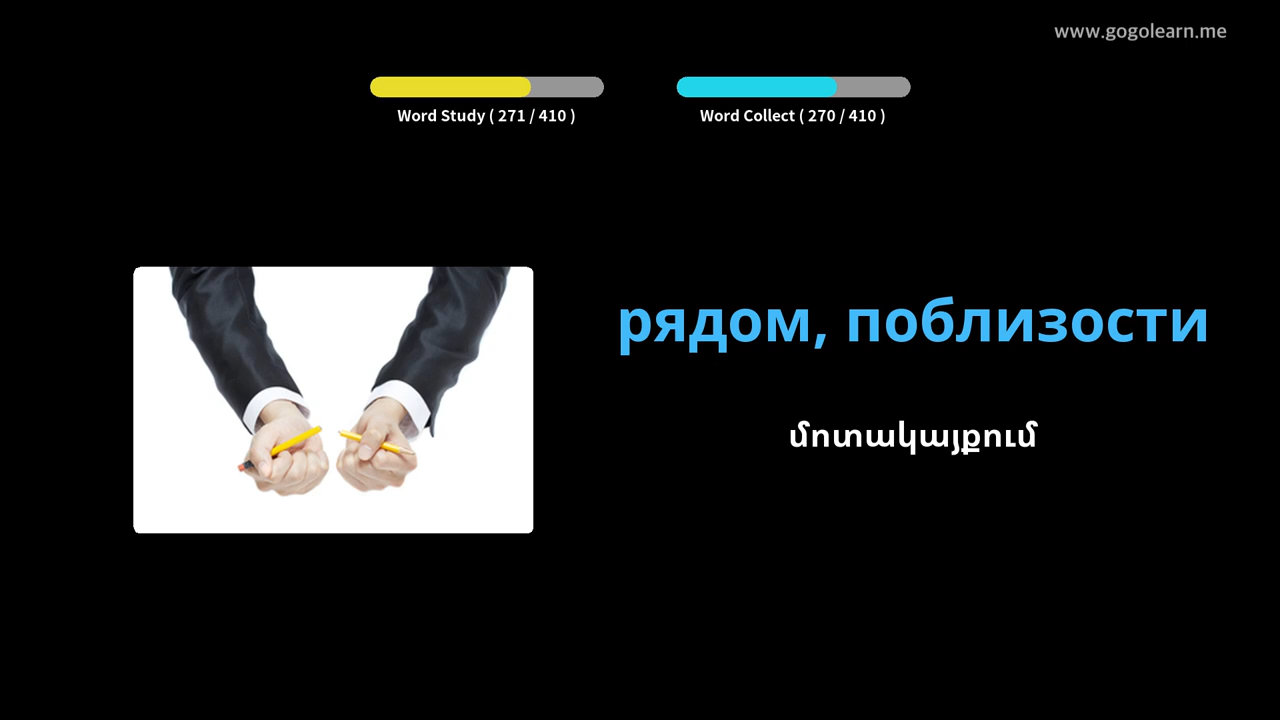 www.gogolearn.me
Word Study ( 271 / 410 )
Word Collect ( 270 / 410 )
рядом, поблизости
մոտակայքում